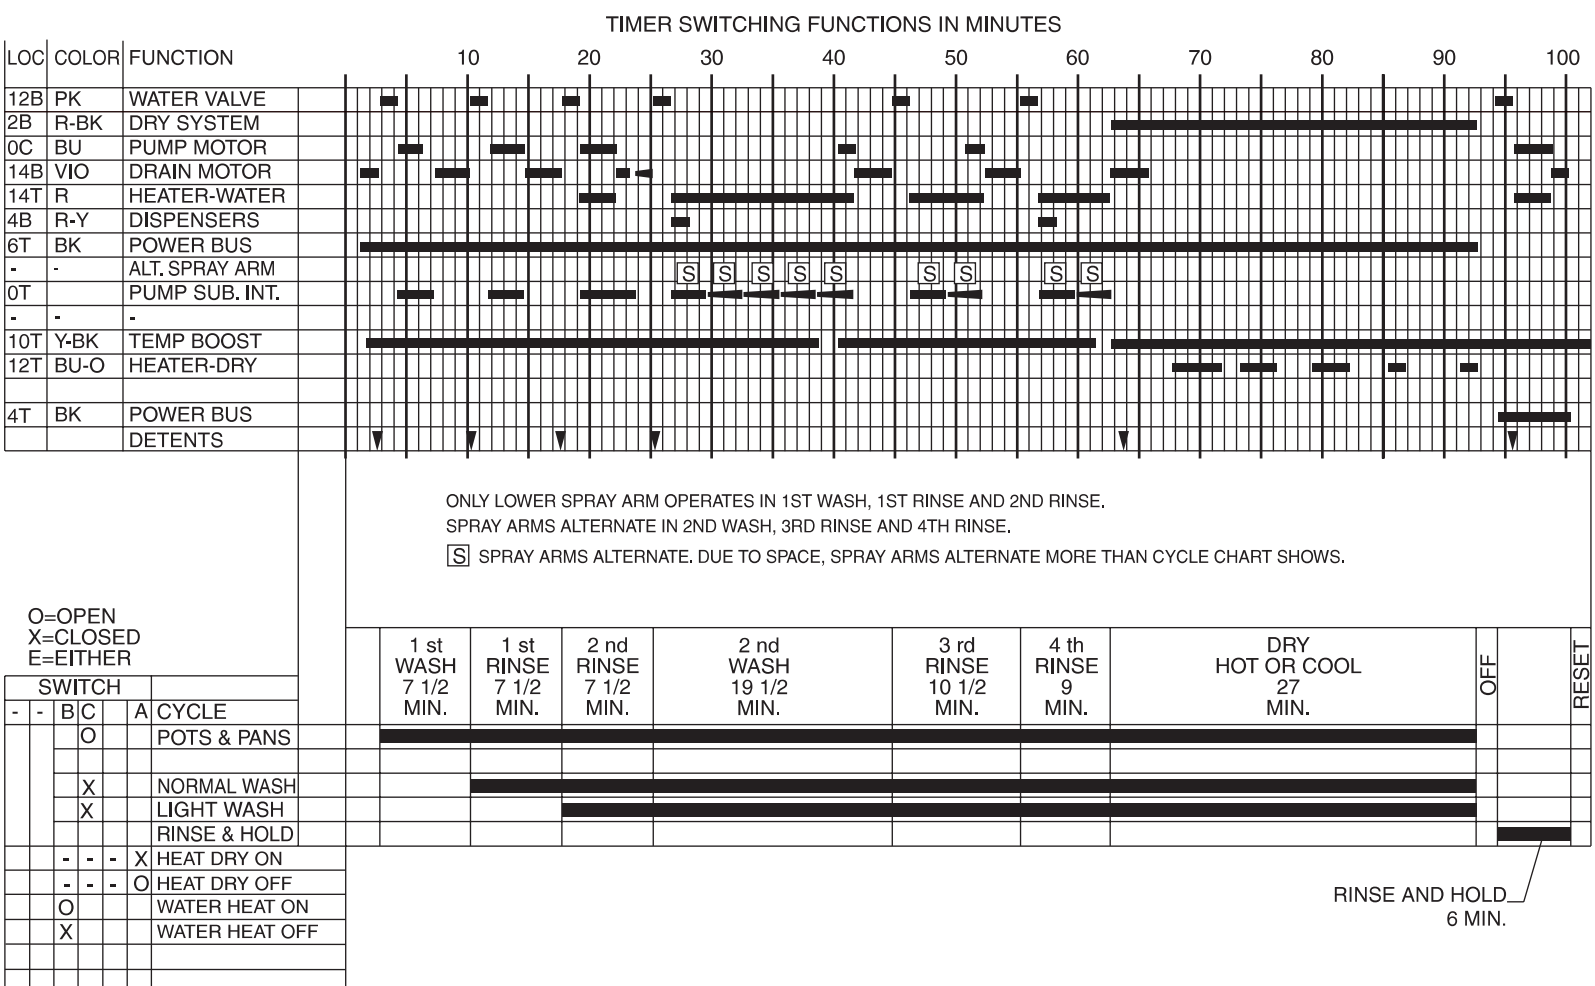 TIMER SWITCHING FUNCTIONS IN MINUTES
LOC COLOR FUNCTION 10 20 30 40 50 60 70 80 90 100
12B PK WATER VALVE
2B R-BK DRY SYSTEM
0C BU PUMP MOTOR
14B VIO DRAIN MOTOR
14T R HEATER-WATER
4B R-Y DISPENSERS
6T BK POWER BUS
- - ALT. SPRAY ARM S S S S S S S S S
0T PUMP SUB. INT.
- - -
10T Y-BK TEMP BOOST
12T BU-O HEATER-DRY
4T BK POWER BUS
DETENTS
ONLY LOWER SPRAY ARM OPERATES IN 1ST WASH, 1ST RINSE AND 2ND RINSE.
SPRAY ARMS ALTERNATE IN 2ND WASH, 3RD RINSE AND 4TH RINSE.
S SPRAY ARMS ALTERNATE. DUE TO SPACE, SPRAY ARMS ALTERNATE MORE THAN CYCLE CHART SHOWS.
O=OPEN
X=CLOSED
E=EITHER
1 st
WASH
7 1/2
MIN.
1 st
RINSE
7 1/2
MIN.
2 nd
RINSE
7 1/2
MIN.
2 nd
WASH
19 1/2
MIN.
3 rd
RINSE
10 1/2
MIN.
4 th
RINSE
9
MIN.
DRY
HOT OR COOL
27
MIN.
OFF
RESET
SWITCH
- - B C A CYCLE
O POTS & PANS
X NORMAL WASH
X LIGHT WASH
RINSE & HOLD
- - - X HEAT DRY ON
- - - O HEAT DRY OFF
O WATER HEAT ON
X WATER HEAT OFF
RINSE AND HOLD
6 MIN.